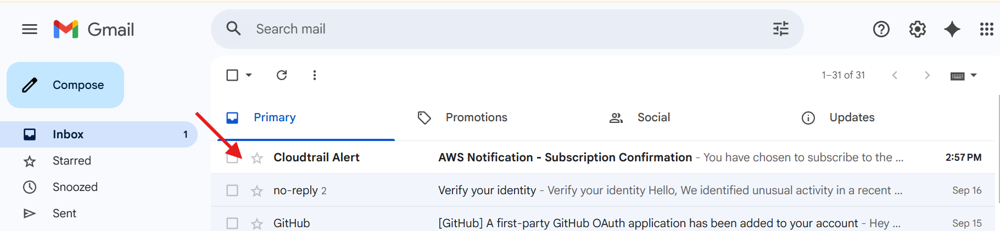 Gmail
Search mail
Compose
1–31 of 31
Primary
Promotions
Social
Updates
Inbox 1
Starred
Snoozed
Sent
Cloudtrail Alert AWS Notification - Subscription Confirmation - You have chosen to subscribe to the ... 2:57 PM
no-reply 2 Verify your identity - Verify your identity Hello, We identified unusual activity in a recent ... Sep 16
GitHub [GitHub] A first-party GitHub OAuth application has been added to your account - Hey ... Sep 15